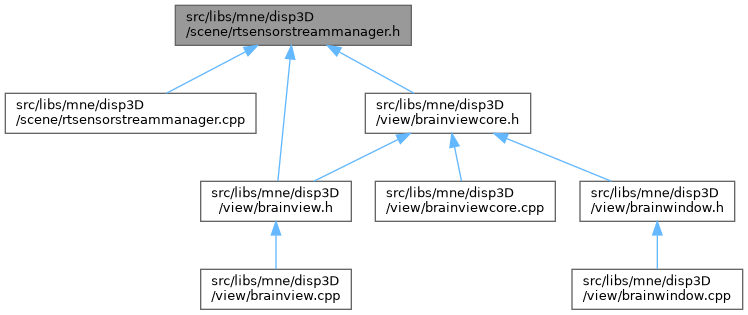 src/libs/mne/disp3D
/scene/rtsensorstreammanager.h
src/libs/mne/disp3D
/scene/rtsensorstreammanager.cpp
src/libs/mne/disp3D
/view/brainviewcore.h
src/libs/mne/disp3D
/view/brainview.h
src/libs/mne/disp3D
/view/brainviewcore.cpp
src/libs/mne/disp3D
/view/brainwindow.h
src/libs/mne/disp3D
/view/brainview.cpp
src/libs/mne/disp3D
/view/brainwindow.cpp